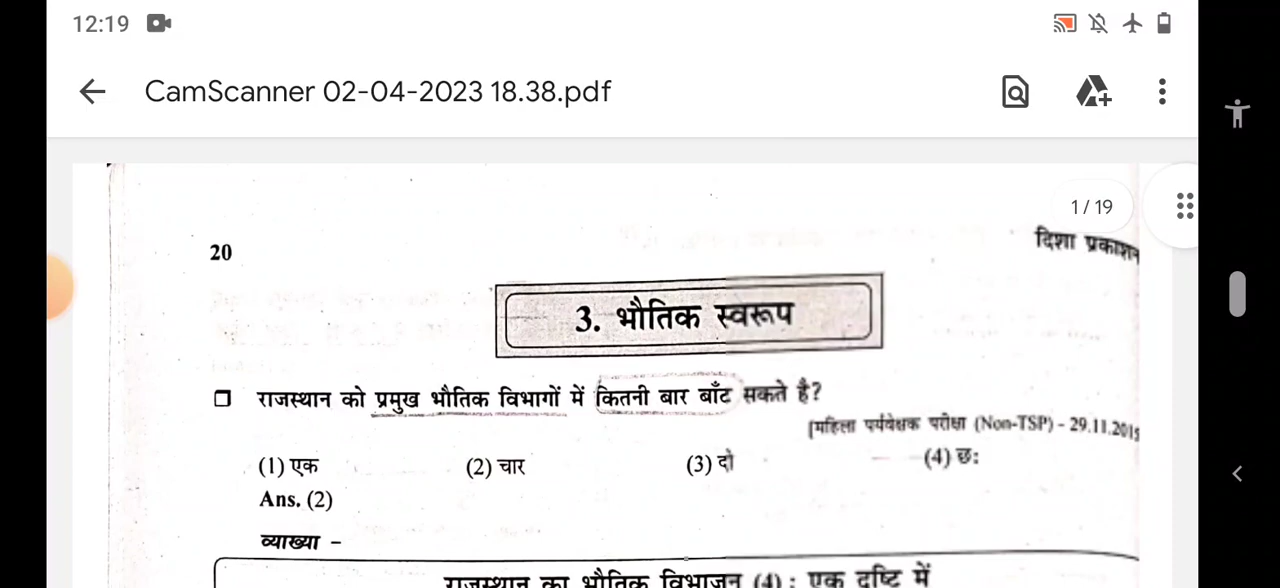 12:19
CamScanner 02-04-2023 18.38.pdf
1 / 19
20
दिशा प्रकाशन
3. भौतिक स्वरूप
राजस्थान को प्रमुख भौतिक विभागों में कितनी बार बाँट सकते है?
[महिला पर्यवेक्षक परीक्षा (Non-TSP) - 29.11.2015
(1) एक (2) चार (3) दो (4) छः
Ans. (2)
व्याख्या –
राजस्थान का भौतिक विभाजन (4) : एक दृष्टि में